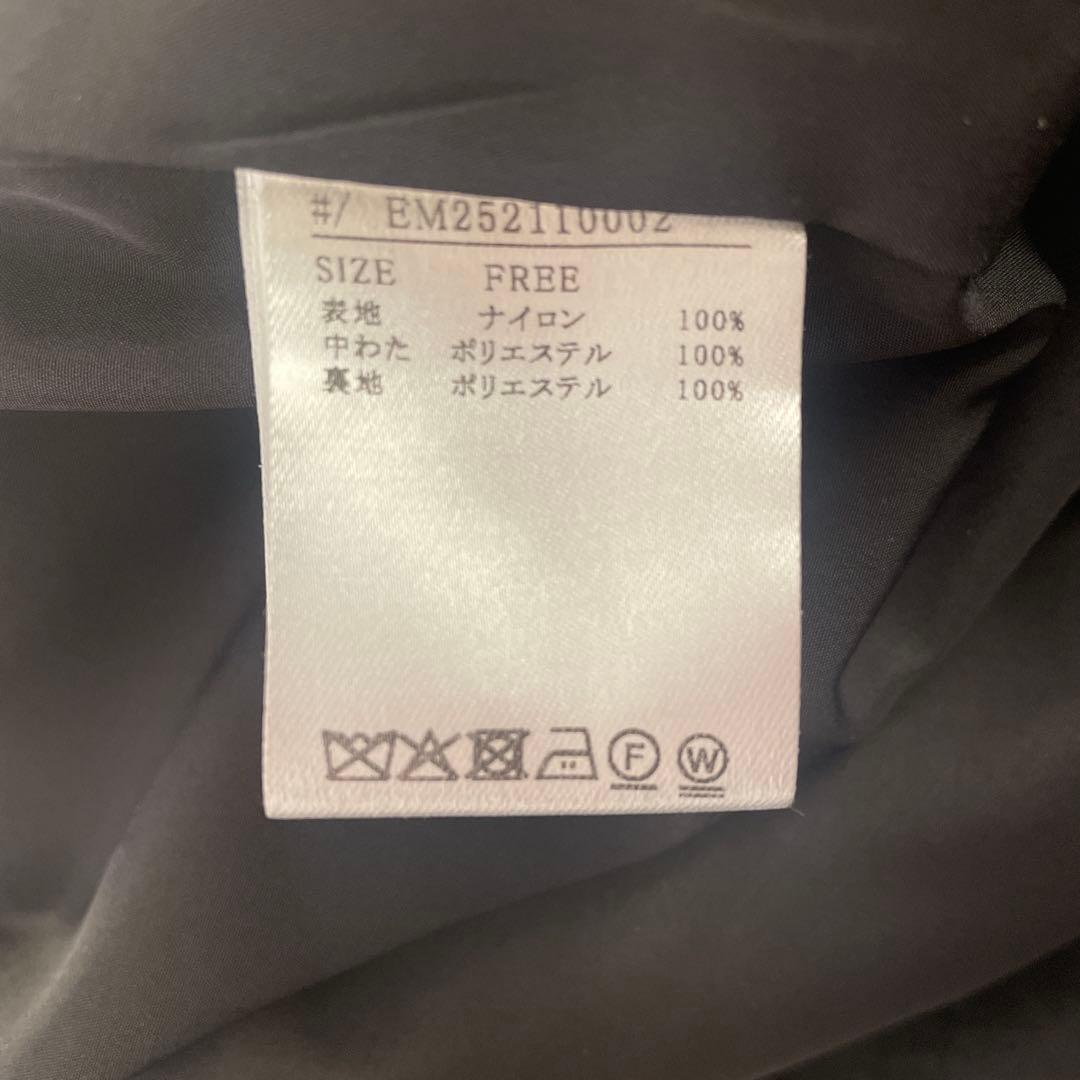 #/ EM252110002
SIZE FREE
表地 ナイロン 100%
中わた ポリエステル 100%
裏地 ポリエステル 100%
F W